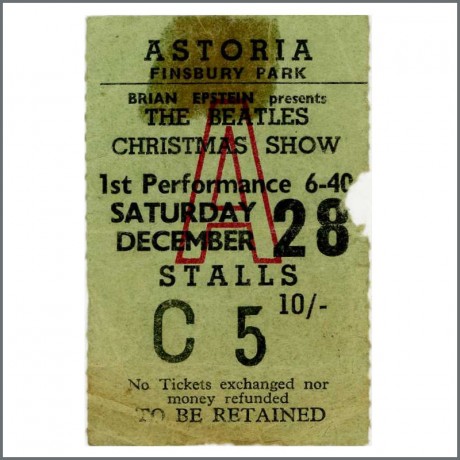 ASTORIA
FINSBURY PARK
BRIAN EPSTEIN presents
THE BEATLES
CHRISTMAS SHOW
A
1st Performance 6-40
SATURDAY
DECEMBER 28
STALLS
C 5 10/-
No Tickets exchanged nor
money refunded
TO BE RETAINED